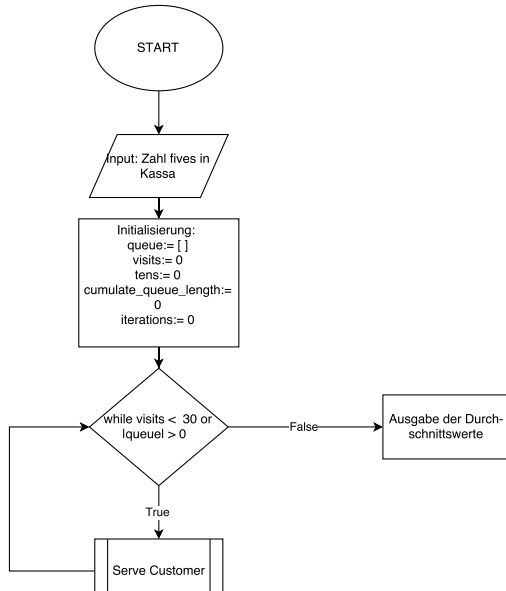 START
Input: Zahl fives in
Kassa
Initialisierung:
queue:= [ ]
visits:= 0
tens:= 0
cumulate_queue_length:=
0
iterations:= 0
while visits < 30 or
|queue| > 0
False
Ausgabe der Durch-
schnittswerte
True
Serve Customer